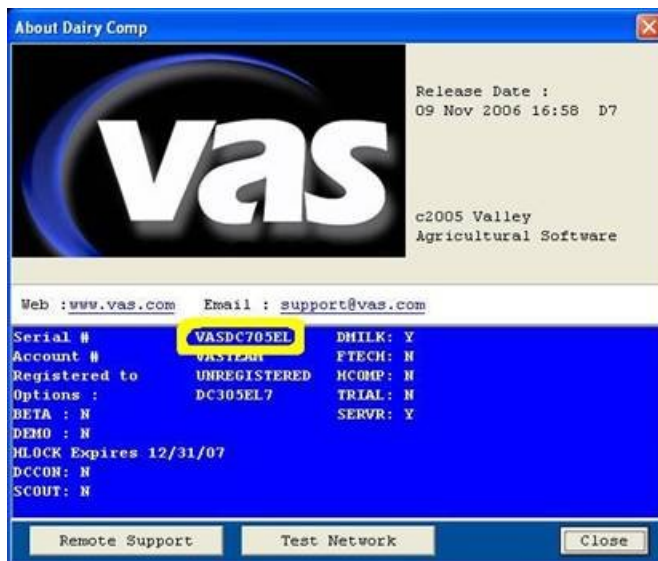 About Dairy Comp
vas
Release Date :
09 Nov 2006 16:58 D7
c2005 Valley
Agricultural Software
Web :www.vas.com Email : support@vas.com
Serial # VASDC705EL DMILK: Y
Account # VASTEAM FTECH: N
Registered to UNREGISTERED HCOMP: N
Options : DC305EL7 TRIAL: N
BETA : N SERVR: Y
DEMO : N
HLOCK Expires 12/31/07
DCCON: N
SCOUT: N
Remote Support Test Network Close